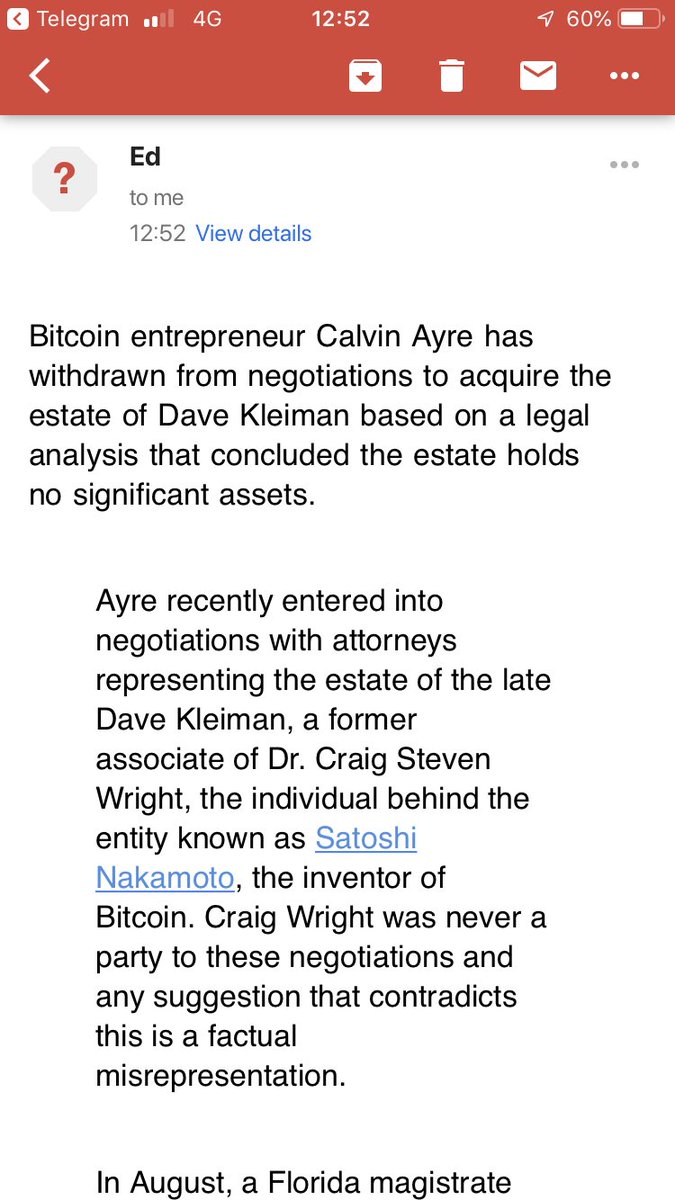 Telegram 4G 12:52 60%
?
Ed
to me
12:52 View details
Bitcoin entrepreneur Calvin Ayre has
withdrawn from negotiations to acquire the
estate of Dave Kleiman based on a legal
analysis that concluded the estate holds
no significant assets.
Ayre recently entered into
negotiations with attorneys
representing the estate of the late
Dave Kleiman, a former
associate of Dr. Craig Steven
Wright, the individual behind the
entity known as Satoshi
Nakamoto, the inventor of
Bitcoin. Craig Wright was never a
party to these negotiations and
any suggestion that contradicts
this is a factual
misrepresentation.
In August, a Florida magistrate